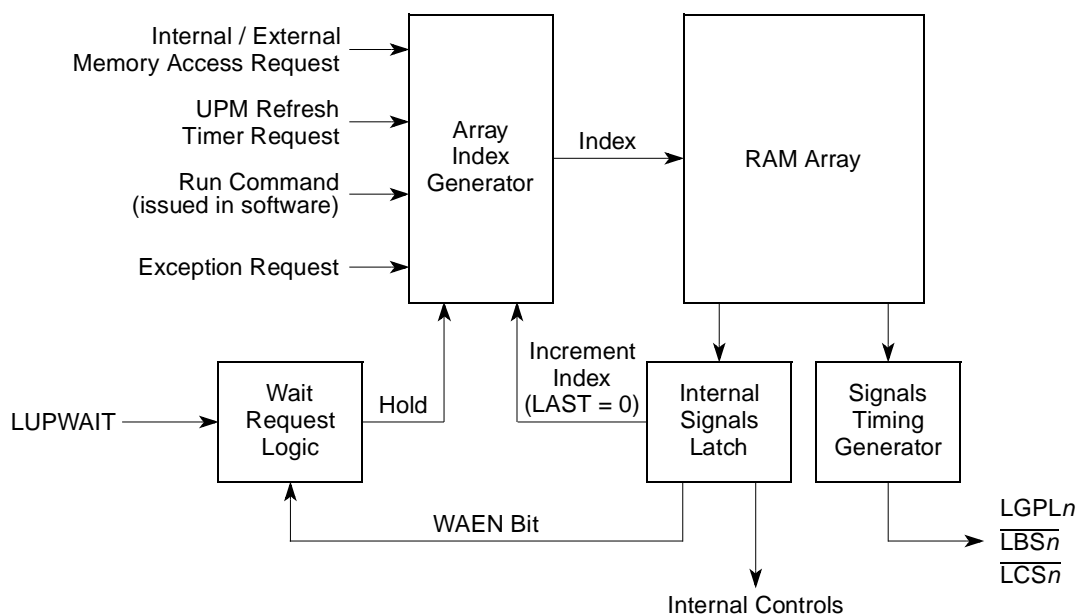 Internal / External
Memory Access Request
UPM Refresh
Timer Request
Run Command
(issued in software)
Exception Request
Array
Index
Generator
Index
RAM Array
LUPWAIT
Wait
Request
Logic
Hold
Increment
Index
(LAST = 0)
Internal
Signals
Latch
Signals
Timing
Generator
WAEN Bit
Internal Controls
LGPLn
LBSn
LCSn